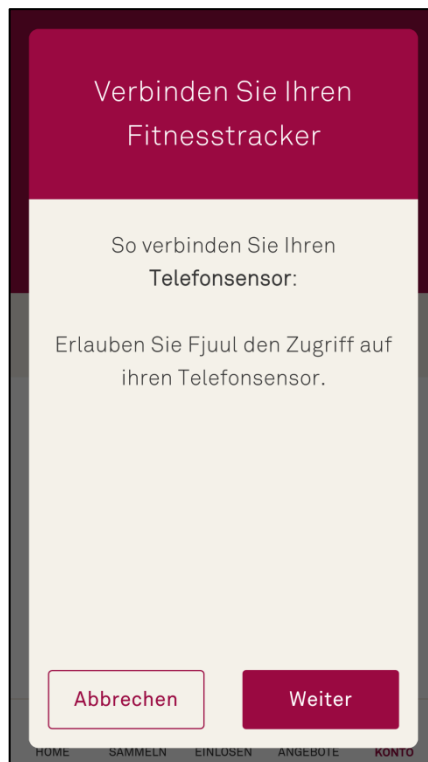 Verbinden Sie Ihren
Fitnesstracker
So verbinden Sie Ihren
Telefonsensor:
Erlauben Sie Fjuul den Zugriff auf
ihren Telefonsensor.
Abbrechen
Weiter
HOME SAMMELN EINLÖSEN ANGEBOTE KONTO